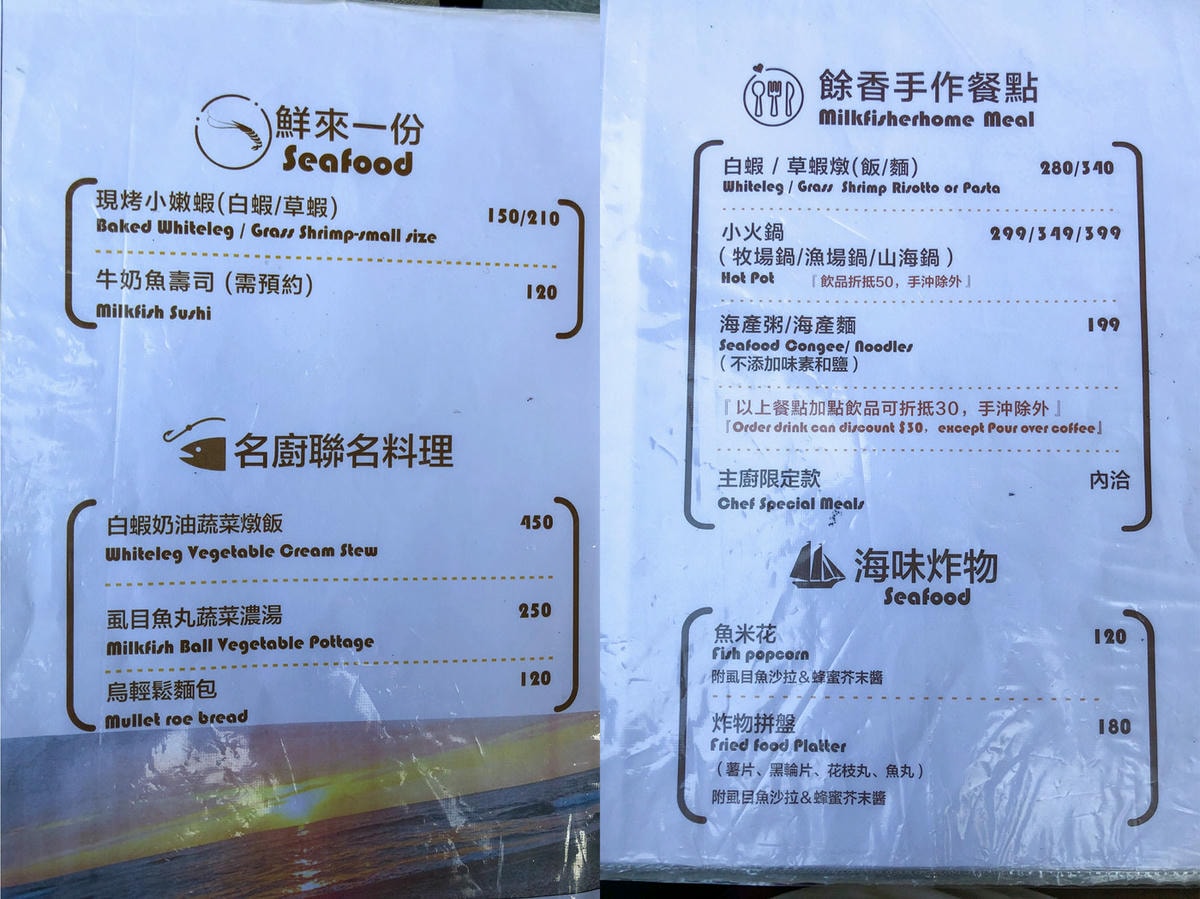 鮮來一份
Seafood
現烤小嫩蝦(白蝦/草蝦) 150/210
Baked Whiteleg / Grass Shrimp-small size
牛奶魚壽司 (需預約) 120
Milkfish Sushi
名廚聯名料理
白蝦奶油蔬菜燉飯 450
Whiteleg Vegetable Cream Stew
虱目魚丸蔬菜濃湯 250
Milkfish Ball Vegetable Pottage
烏輕鬆麵包 120
Mullet roe bread
餘香手作餐點
Milkfisherhome Meal
白蝦 / 草蝦燉(飯/麵) 280/340
Whiteleg / Grass Shrimp Risotto or Pasta
小火鍋 299/349/399
( 牧場鍋/漁場鍋/山海鍋 )
Hot Pot 『 飲品折抵50，手沖除外 』
海產粥/海產麵 199
Seafood Congee/ Noodles
( 不添加味素和鹽 )
『 以上餐點加點飲品可折抵30，手沖除外 』
『Order drink can discount $30，except Pour over coffee』
主廚限定款 內洽
Chef Special Meals
海味炸物
Seafood
魚米花 120
Fish popcorn
附虱目魚沙拉＆蜂蜜芥末醬
炸物拼盤 180
Fried food Platter
( 薯片、黑輪片、花枝丸、魚丸 )
附虱目魚沙拉＆蜂蜜芥末醬